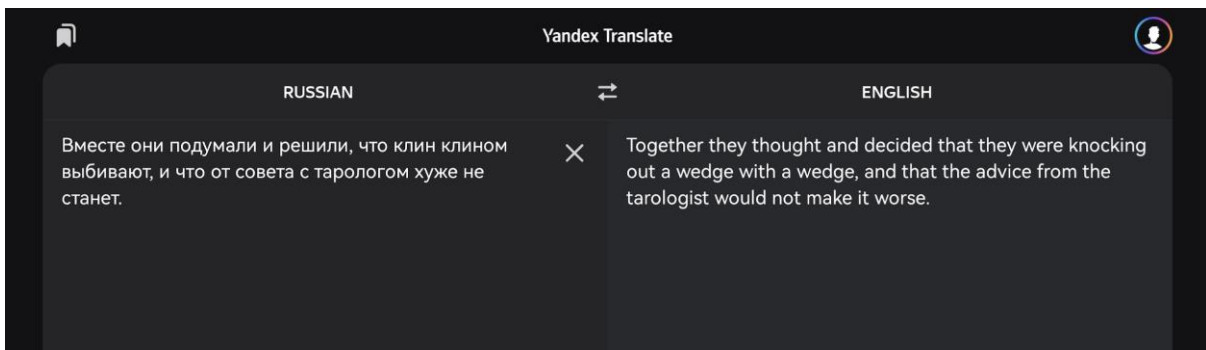 Yandex Translate
RUSSIAN
ENGLISH
Вместе они подумали и решили, что клин клином
выбивают, и что от совета с тарологом хуже не
станет.
Together they thought and decided that they were knocking
out a wedge with a wedge, and that the advice from the
tarologist would not make it worse.